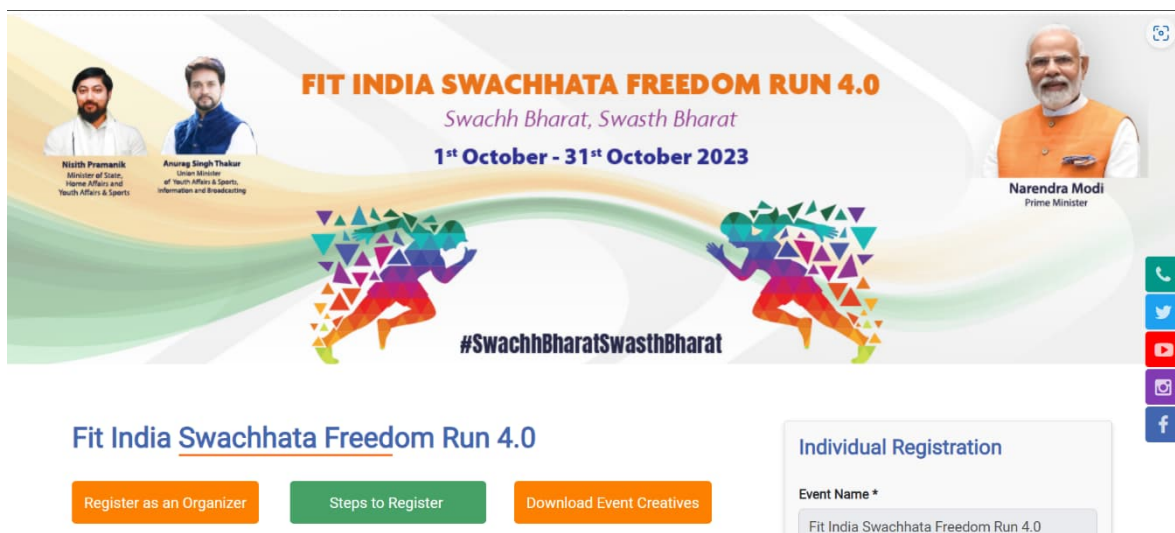 FIT INDIA SWACHHATA FREEDOM RUN 4.0
Swachh Bharat, Swasth Bharat
1st October - 31st October 2023
Nisith Pramanik
Minister of State,
Home Affairs and
Youth Affairs & Sports
Anurag Singh Thakur
Union Minister
of Youth Affairs & Sports,
Information and Broadcasting
Narendra Modi
Prime Minister
#SwachhBharatSwasthBharat
Fit India Swachhata Freedom Run 4.0
Register as an Organizer
Steps to Register
Download Event Creatives
Individual Registration
Event Name *
Fit India Swachhata Freedom Run 4.0